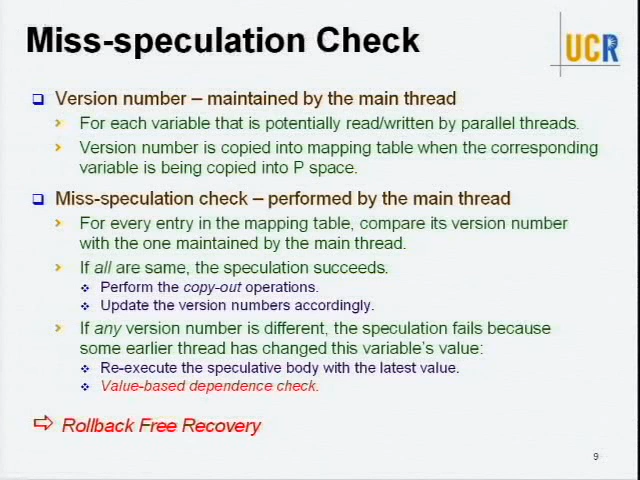 Miss-speculation Check
UCR
Version number – maintained by the main thread
For each variable that is potentially read/written by parallel threads.
Version number is copied into mapping table when the corresponding
variable is being copied into P space.
Miss-speculation check – performed by the main thread
For every entry in the mapping table, compare its version number
with the one maintained by the main thread.
If all are same, the speculation succeeds.
Perform the copy-out operations.
Update the version numbers accordingly.
If any version number is different, the speculation fails because
some earlier thread has changed this variable's value:
Re-execute the speculative body with the latest value.
Value-based dependence check.
⇨ Rollback Free Recovery
9